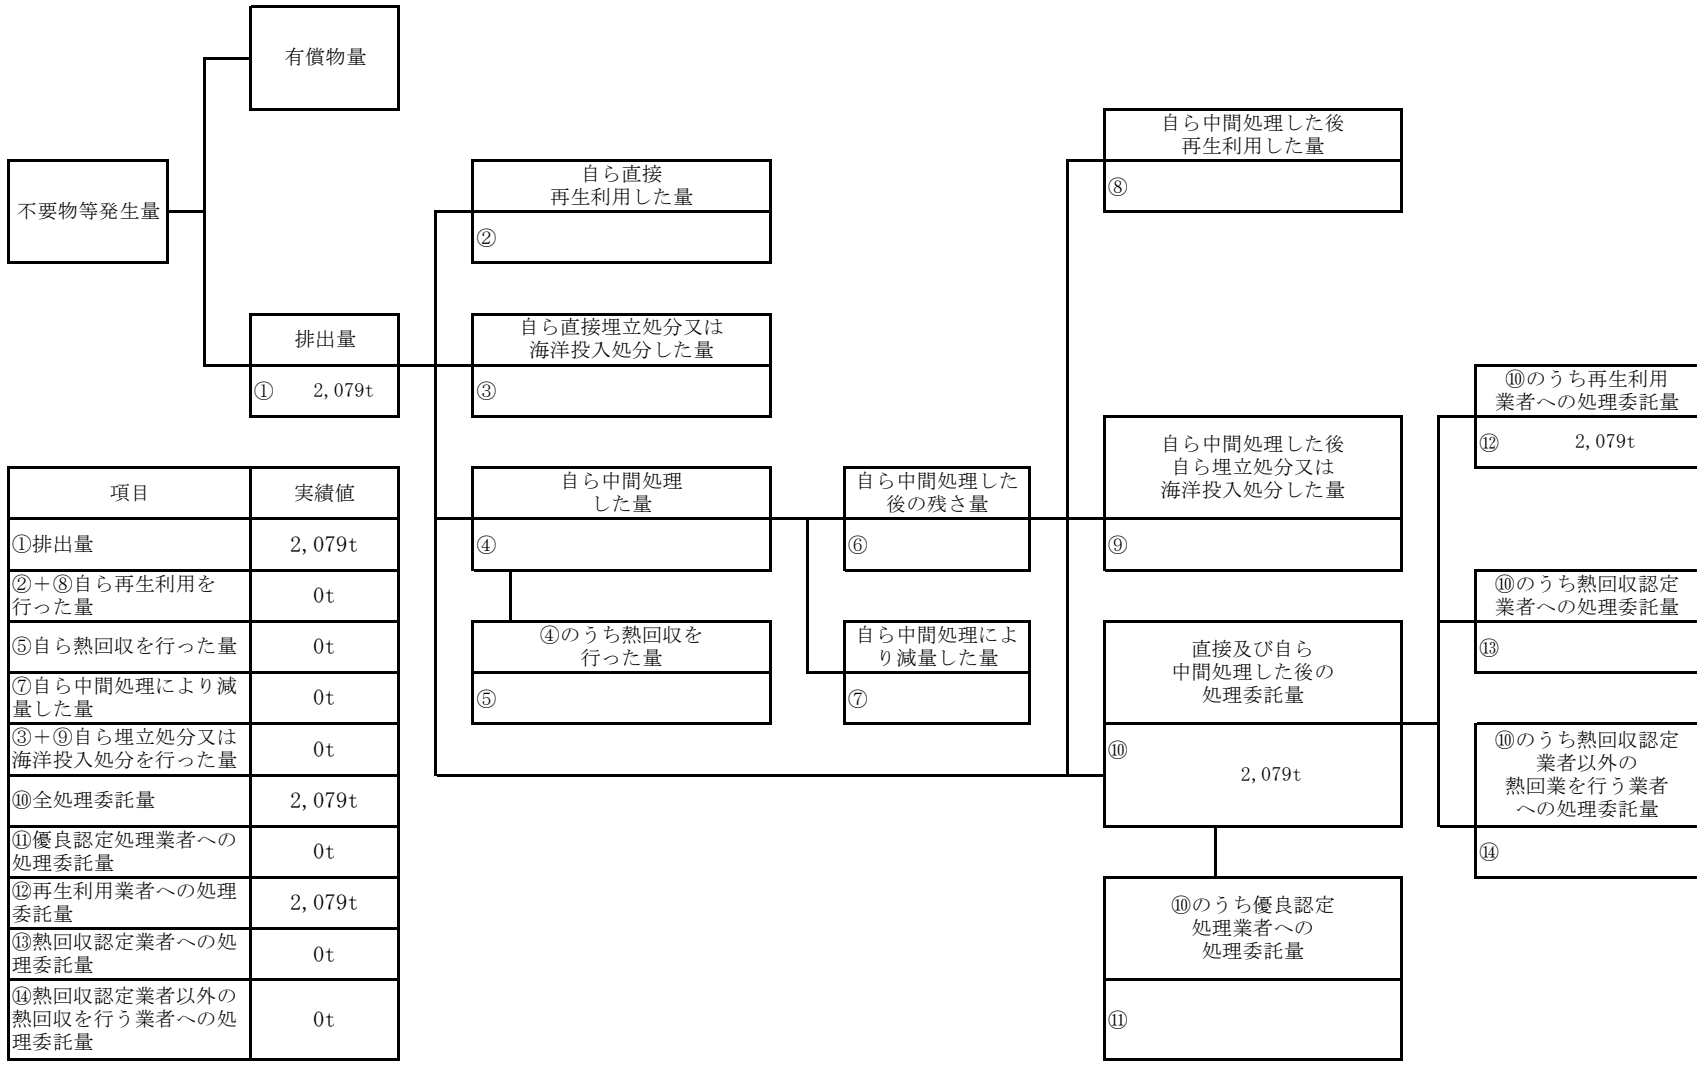 有償物量
不要物等発生量
排出量
① 2,079t
自ら直接
再生利用した量
②
自ら直接埋立処分又は
海洋投入処分した量
③
自ら中間処理
した量
④
④のうち熱回収を
行った量
⑤
自ら中間処理した
後の残さ量
⑥
自ら中間処理によ
り減量した量
⑦
自ら中間処理した後
再生利用した量
⑧
自ら中間処理した後
自ら埋立処分又は
海洋投入処分した量
⑨
直接及び自ら
中間処理した後の
処理委託量
⑩
2,079t
⑩のうち優良認定
処理業者への
処理委託量
⑪
⑩のうち再生利用
業者への処理委託量
⑫ 2,079t
⑩のうち熱回収認定
業者への処理委託量
⑬
⑩のうち熱回収認定
業者以外の
熱回業を行う業者
への処理委託量
⑭
項目 実績値
①排出量 2,079t
②＋⑧自ら再生利用を
行った量 0t
⑤自ら熱回収を行った量 0t
⑦自ら中間処理により減
量した量 0t
③＋⑨自ら埋立処分又は
海洋投入処分を行った量 0t
⑩全処理委託量 2,079t
⑪優良認定処理業者への
処理委託量 0t
⑫再生利用業者への処理
委託量 2,079t
⑬熱回収認定業者への処
理委託量 0t
⑭熱回収認定業者以外の
熱回収を行う業者への処
理委託量 0t